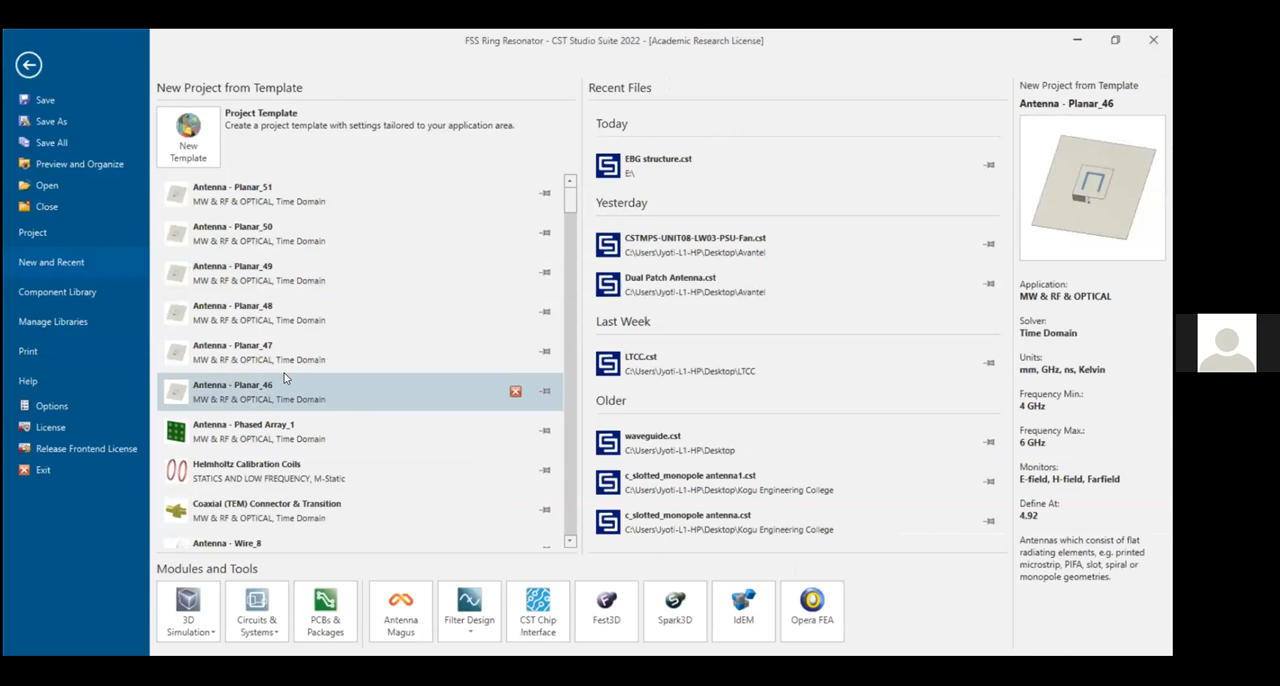 FSS Ring Resonator - CST Studio Suite 2022 - [Academic Research License]
Save
Save As
Save All
Preview and Organize
Open
Close
Project
New and Recent
Component Library
Manage Libraries
Print
Help
Options
License
Release Frontend License
Exit
New Project from Template
New
Template
Project Template
Create a project template with settings tailored to your application area.
Antenna - Planar_51
MW & RF & OPTICAL, Time Domain
Antenna - Planar_50
MW & RF & OPTICAL, Time Domain
Antenna - Planar_49
MW & RF & OPTICAL, Time Domain
Antenna - Planar_48
MW & RF & OPTICAL, Time Domain
Antenna - Planar_47
MW & RF & OPTICAL, Time Domain
Antenna - Planar_46
MW & RF & OPTICAL, Time Domain
Antenna - Phased Array_1
MW & RF & OPTICAL, Time Domain
Helmholtz Calibration Coils
STATICS AND LOW FREQUENCY, M-Static
Coaxial (TEM) Connector & Transition
MW & RF & OPTICAL, Time Domain
Antenna - Wire_8
Recent Files
Today
EBG structure.cst
E:\
Yesterday
CSTMPS-UNIT08-LW03-PSU-Fan.cst
C:\Users\Jyoti-L1-HP\Desktop\Avantel
Dual Patch Antenna.cst
C:\Users\Jyoti-L1-HP\Desktop\Avantel
Last Week
LTCC.cst
C:\Users\Jyoti-L1-HP\Desktop\LTCC
Older
waveguide.cst
C:\Users\Jyoti-L1-HP\Desktop
c_slotted_monopole antenna1.cst
C:\Users\Jyoti-L1-HP\Desktop\Kogu Engineering College
c_slotted_monopole antenna.cst
C:\Users\Jyoti-L1-HP\Desktop\Kogu Engineering College
Modules and Tools
3D
Simulation
Circuits &
Systems
PCBs &
Packages
Antenna
Magus
Filter Design
CST Chip
Interface
Fest3D
Spark3D
IdEM
Opera FEA
New Project from Template
Antenna - Planar_46
Application:
MW & RF & OPTICAL
Solver:
Time Domain
Units:
mm, GHz, ns, Kelvin
Frequency Min.:
4 GHz
Frequency Max.:
6 GHz
Monitors:
E-field, H-field, Farfield
Define At:
4.92
Antennas which consist of flat
radiating elements, e.g. printed
microstrip, PIFA, slot, spiral or
monopole geometries.